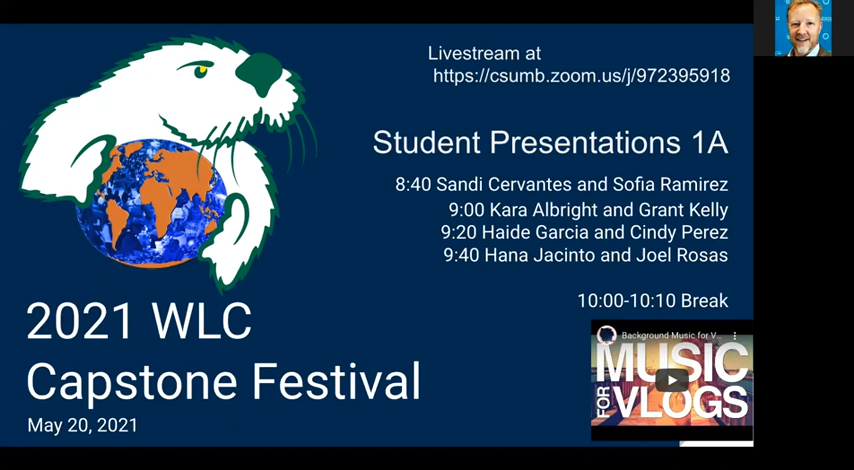 Livestream at
https://csumb.zoom.us/j/972395918
Student Presentations 1A
8:40 Sandi Cervantes and Sofia Ramirez
9:00 Kara Albright and Grant Kelly
9:20 Haide Garcia and Cindy Perez
9:40 Hana Jacinto and Joel Rosas
10:00-10:10 Break
2021 WLC
Capstone Festival
May 20, 2021
Background Music for V...
MUSIC
FOR VLOGS